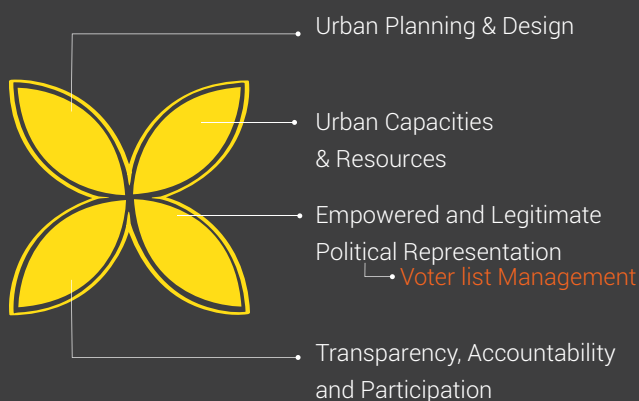 Urban Planning & Design
Urban Capacities
& Resources
Empowered and Legitimate
Political Representation
Voter list Management
Transparency, Accountability
and Participation